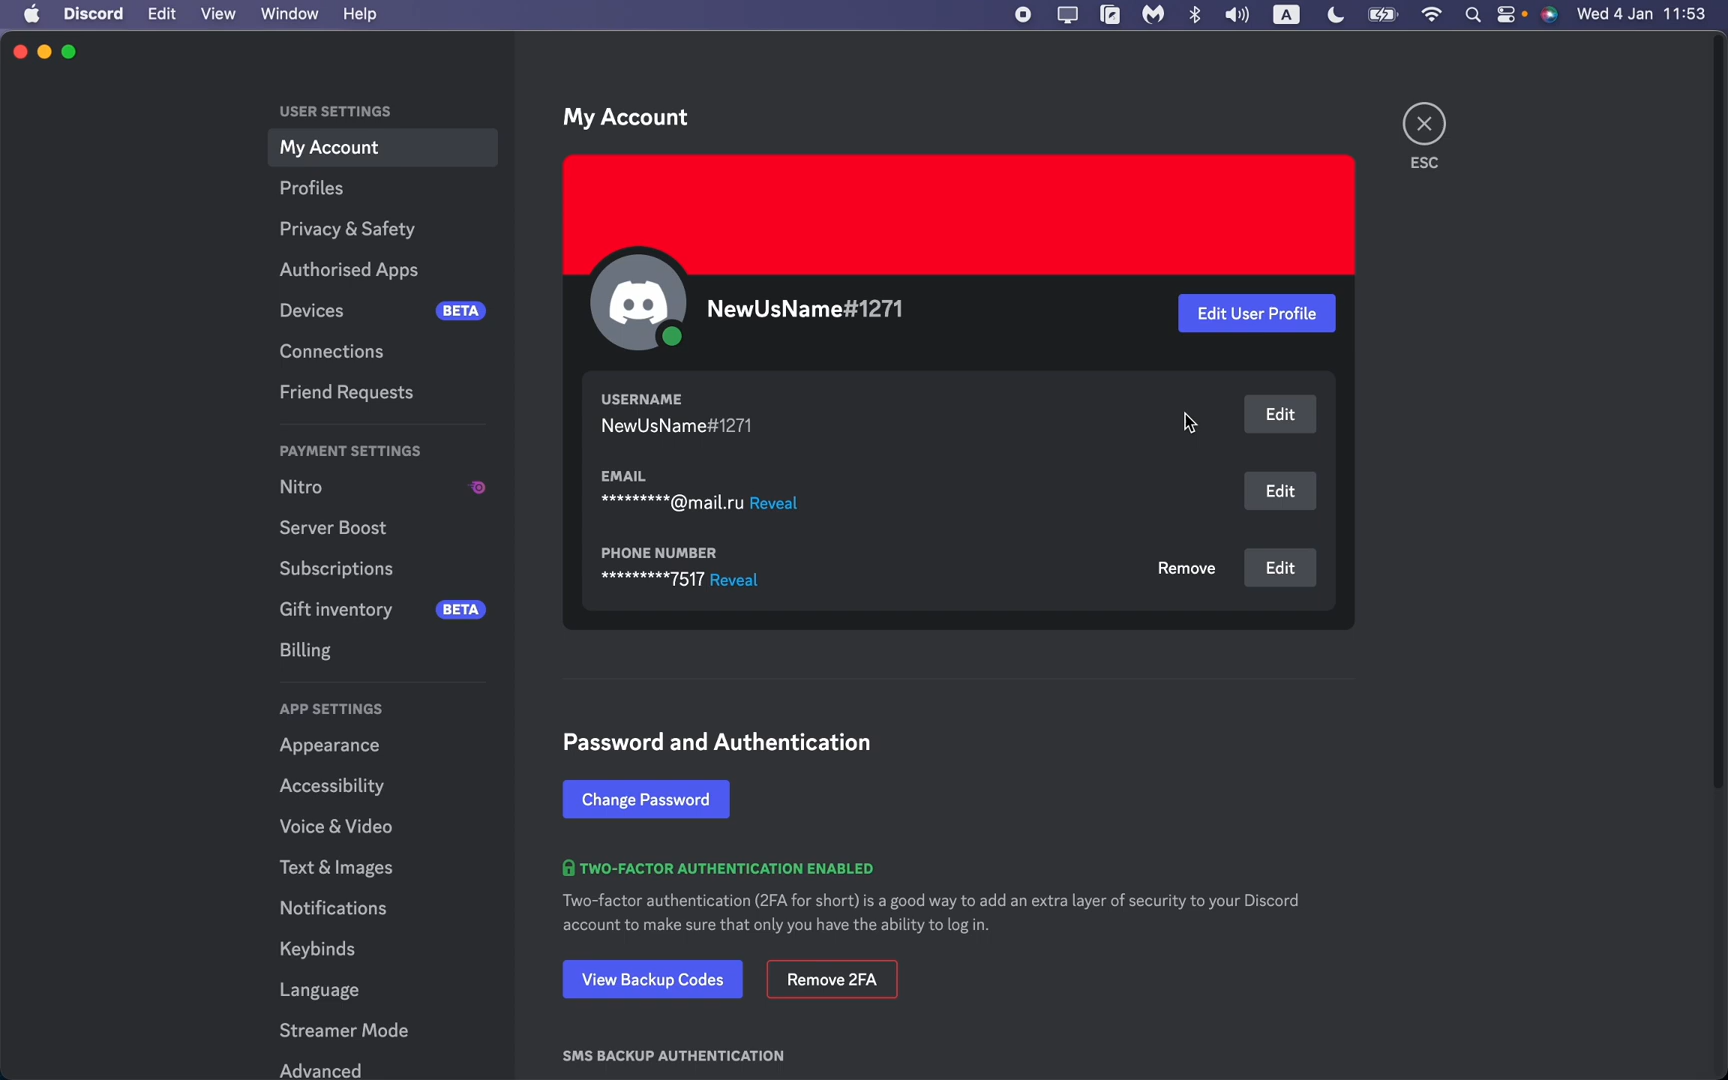 Discord Edit View Window Help
A Wed 4 Jan 11:53
USER SETTINGS
My Account
Profiles
Privacy & Safety
Authorised Apps
Devices BETA
Connections
Friend Requests
PAYMENT SETTINGS
Nitro
Server Boost
Subscriptions
Gift inventory BETA
Billing
APP SETTINGS
Appearance
Accessibility
Voice & Video
Text & Images
Notifications
Keybinds
Language
Streamer Mode
Advanced
My Account
ESC
NewUsName#1271
Edit User Profile
USERNAME
NewUsName#1271
Edit
EMAIL
*********@mail.ru Reveal
Edit
PHONE NUMBER
*********7517 Reveal
Remove Edit
Password and Authentication
Change Password
TWO-FACTOR AUTHENTICATION ENABLED
Two-factor authentication (2FA for short) is a good way to add an extra layer of security to your Discord
account to make sure that only you have the ability to log in.
View Backup Codes Remove 2FA
SMS BACKUP AUTHENTICATION